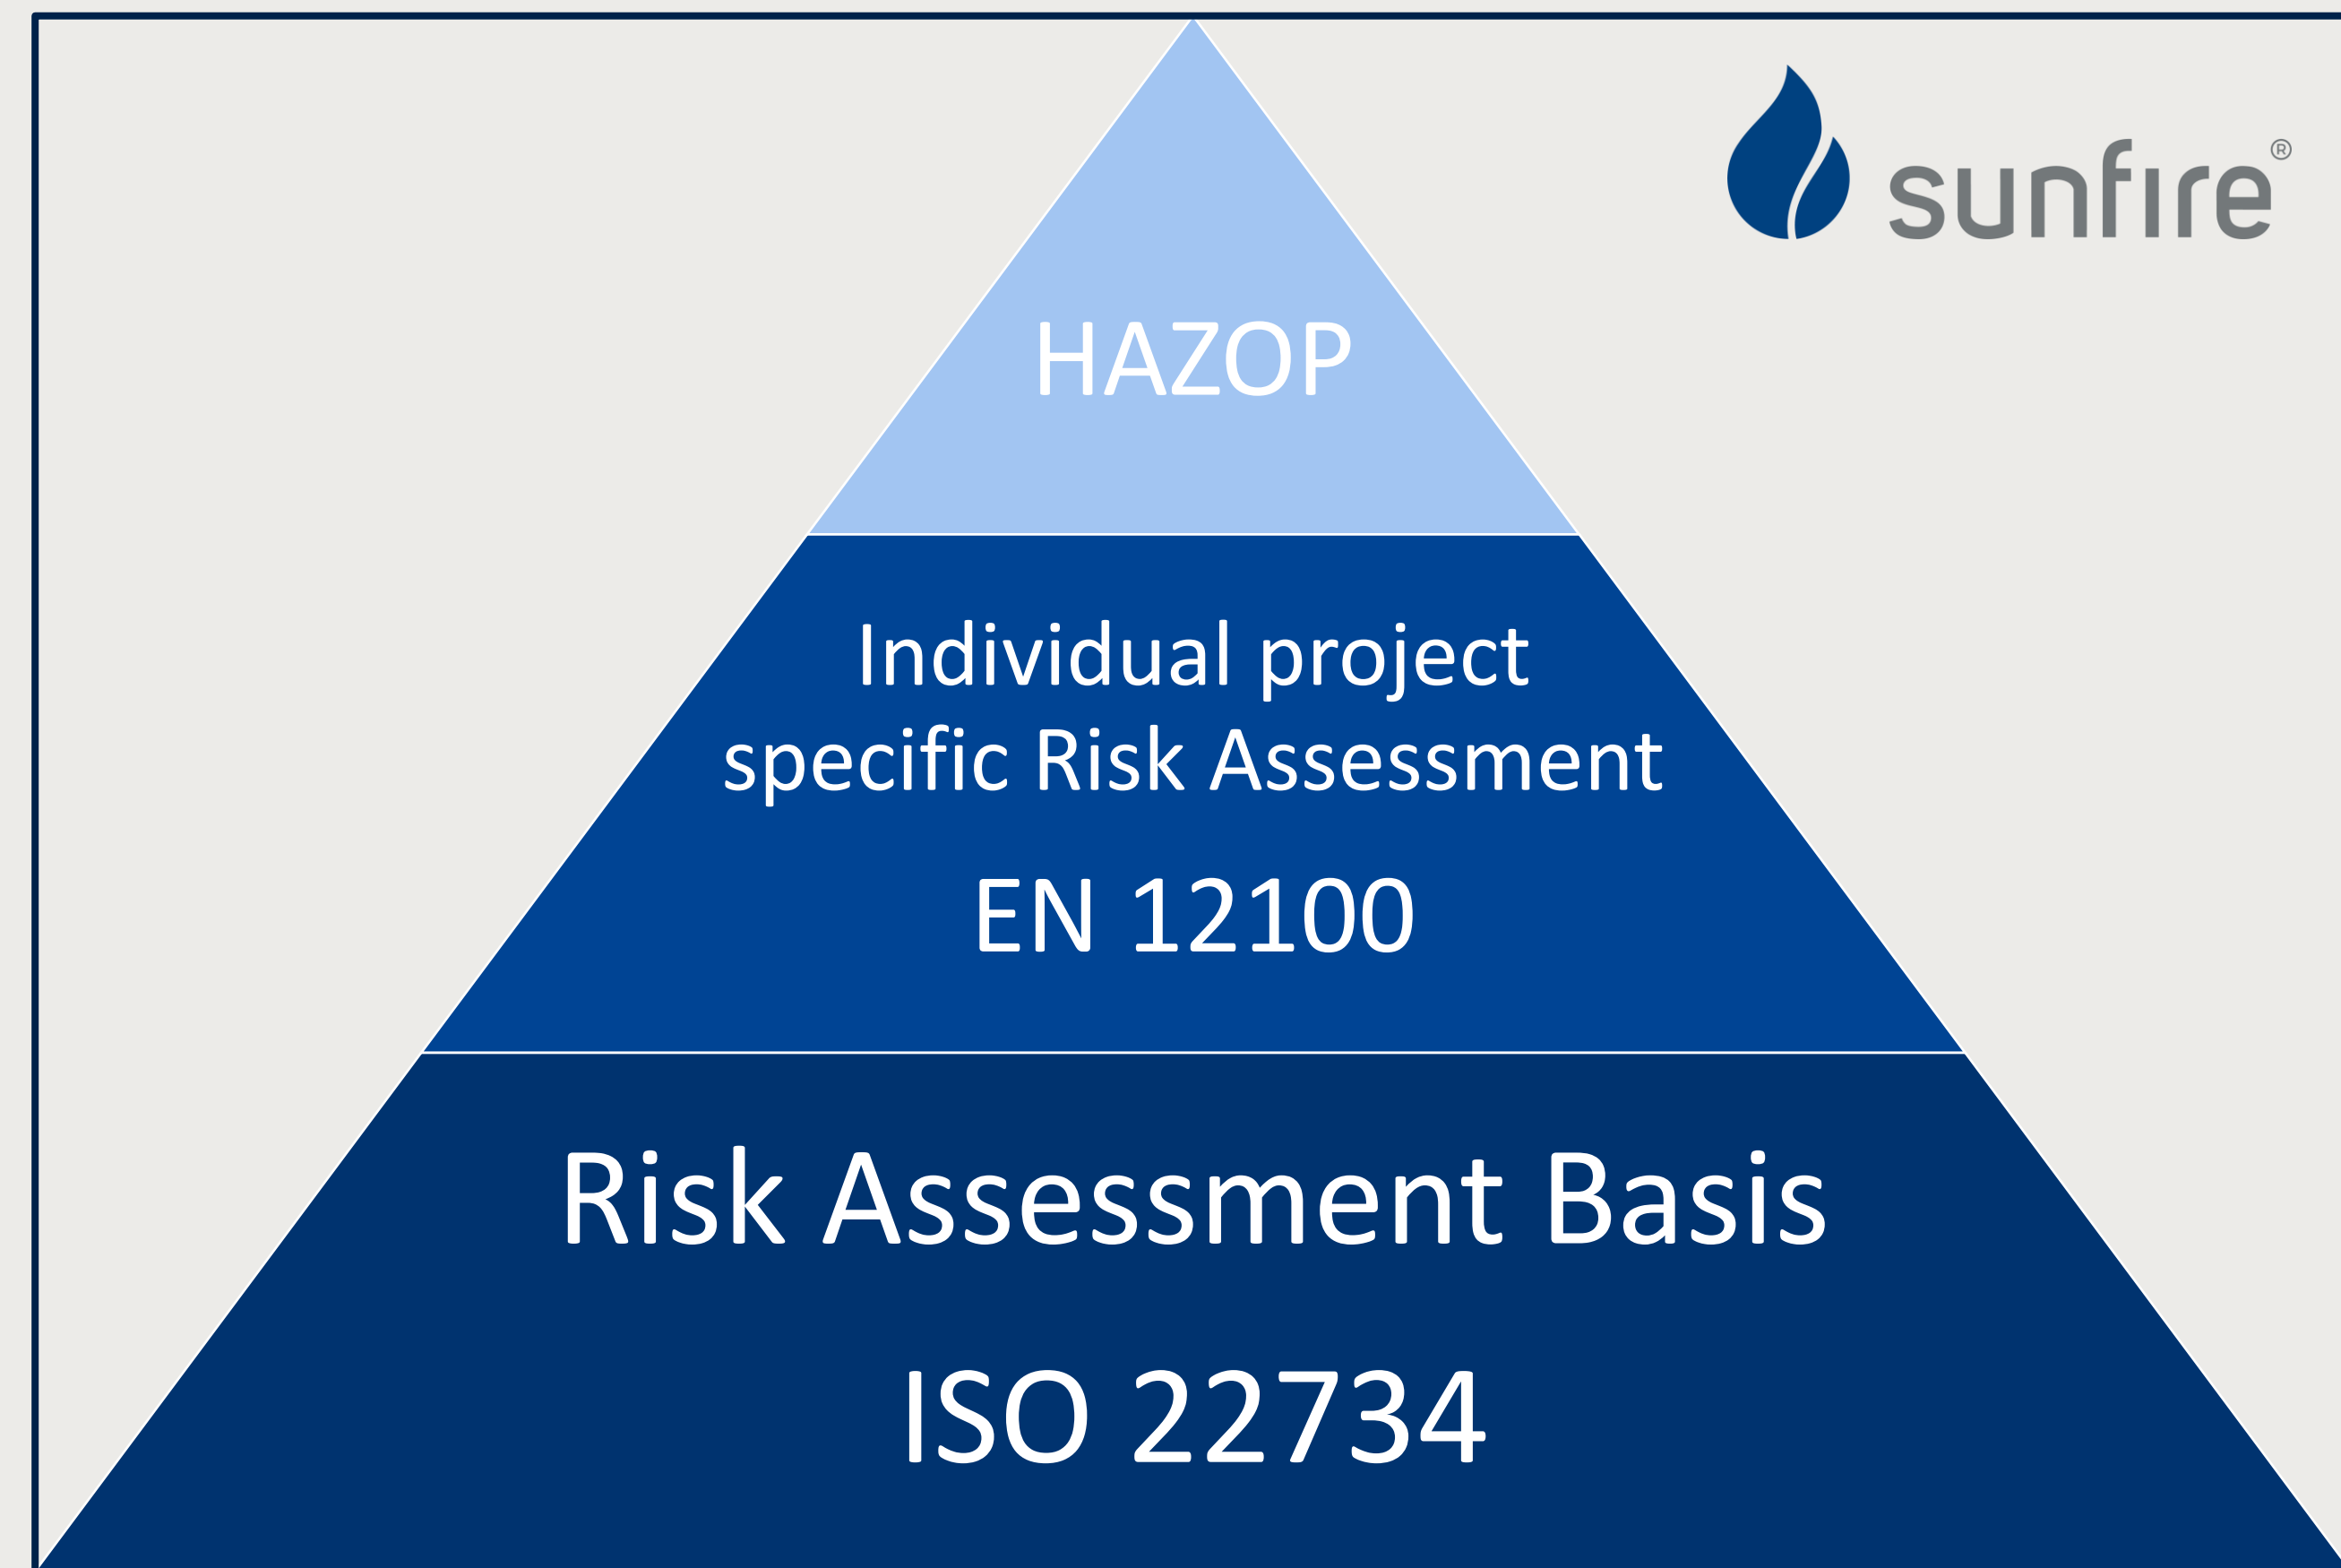 sunfire®
HAZOP
Individual project
specific Risk Assessment
EN 12100
Risk Assessment Basis
ISO 22734